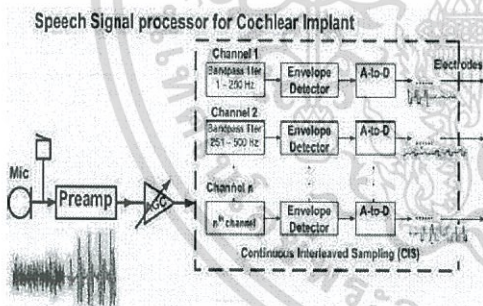 Speech Signal processor for Cochlear Implant
Channel 1
Electrodes
Bandpass filter
1 - 250 Hz
Envelope
Detector
A-to-D
Channel 2
Bandpass filter
251 - 500 Hz
Envelope
Detector
A-to-D
Mic
Preamp
AGC
Channel n
nth channel
Envelope
Detector
A-to-D
Continuous Interleaved Sampling (CIS)